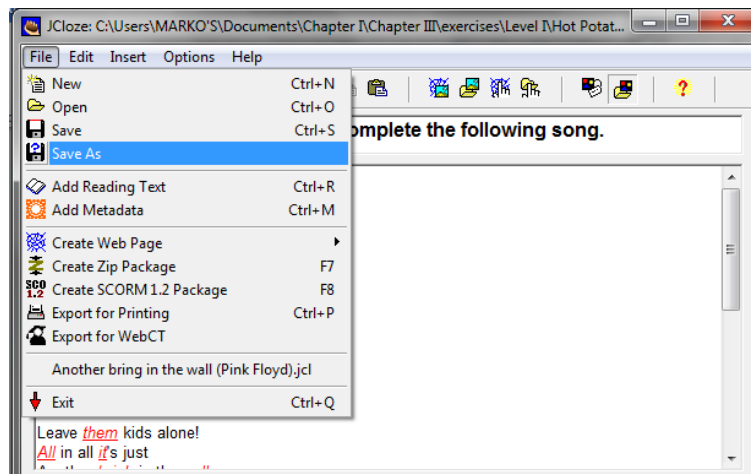 JCloze: C:\Users\MARKO'S\Documents\Chapter I\Chapter III\exercises\Level I\Hot Potat...
File Edit Insert Options Help
New Ctrl+N
Open Ctrl+O
Save Ctrl+S
omplete the following song.
Save As
Add Reading Text Ctrl+R
Add Metadata Ctrl+M
Create Web Page
Create Zip Package F7
SCO 1.2 Create SCORM 1.2 Package F8
Export for Printing Ctrl+P
Export for WebCT
Another bring in the wall (Pink Floyd).jcl
Exit Ctrl+Q
Leave them kids alone!
All in all it's just